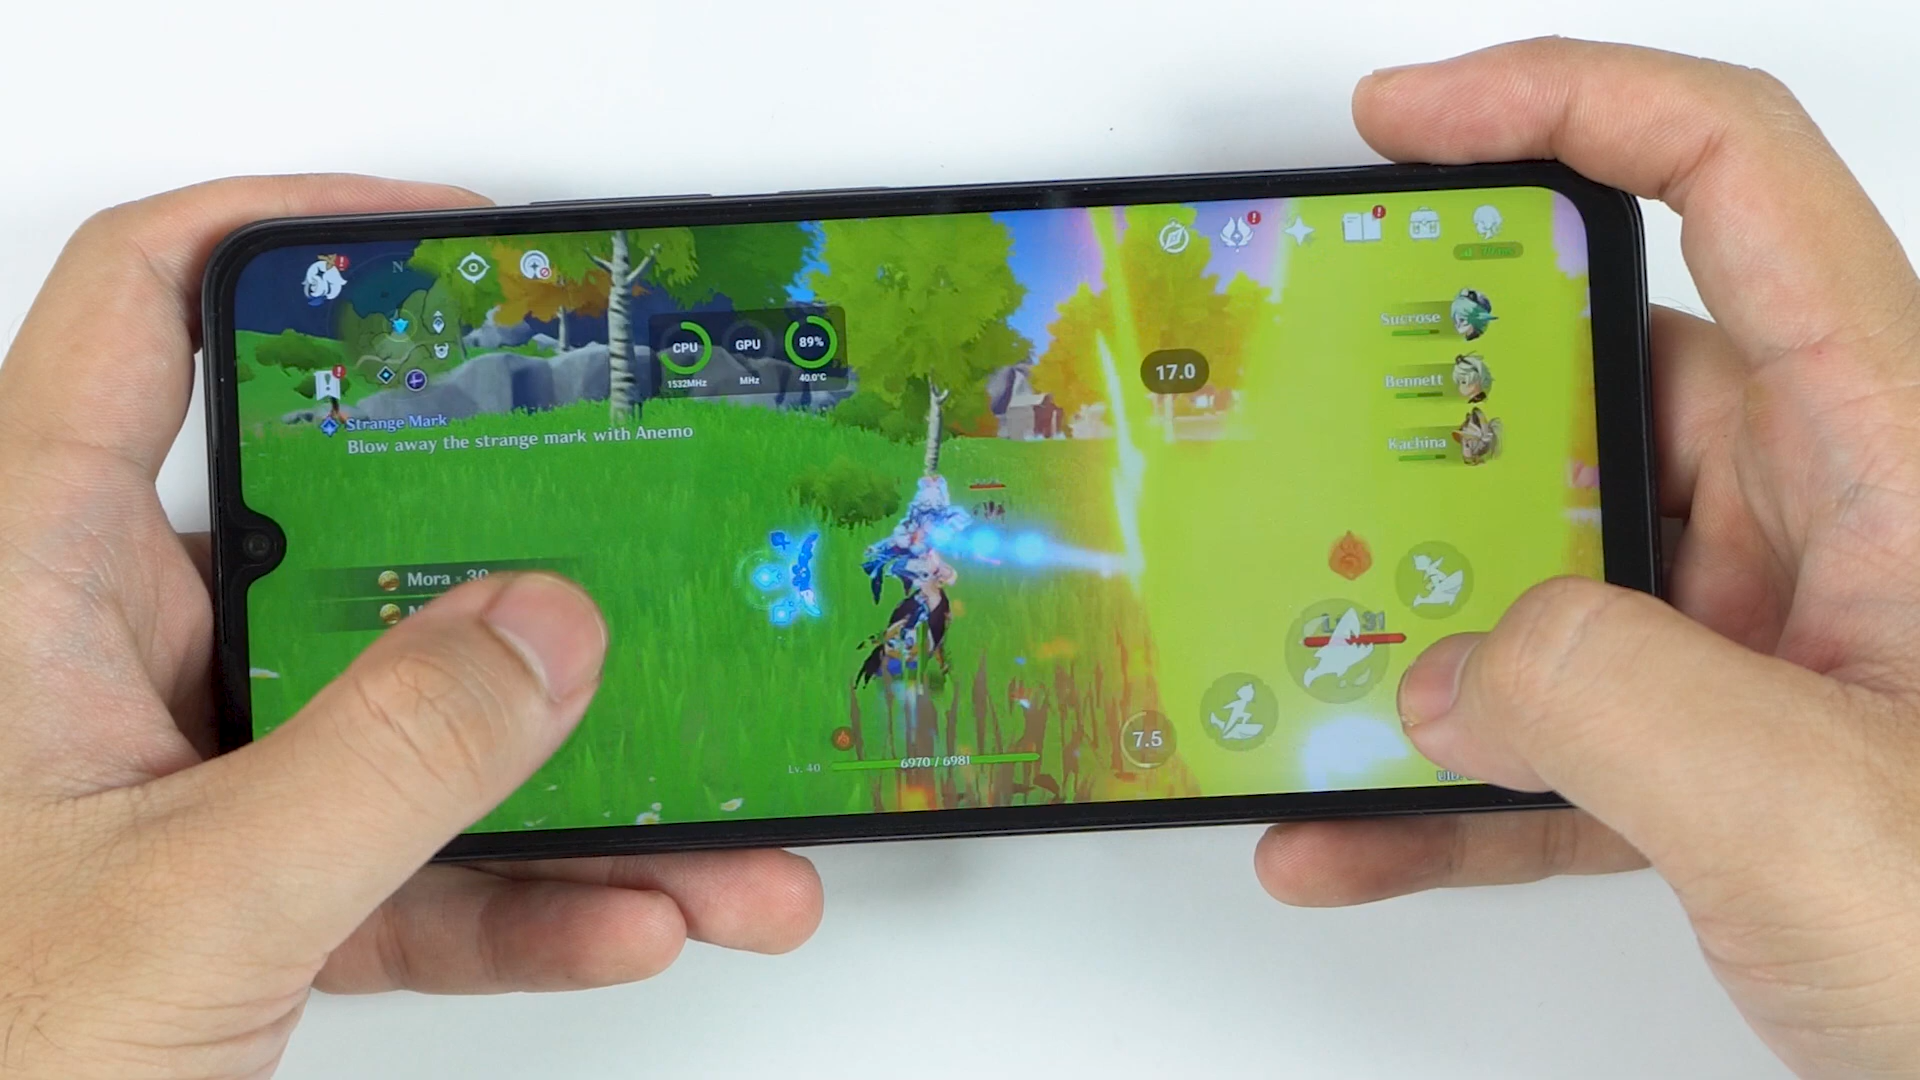 N
CPU
GPU
89%
1532MHz
MHz
40.0°C
17.0
Sucrose
Bennett
Kachina
Strange Mark
Blow away the strange mark with Anemo
Mora × 30
7.5
Lv. 40
6970 / 6981